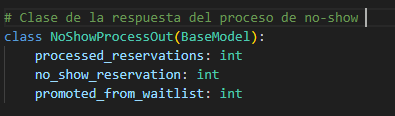 # Clase de la respuesta del proceso de no-show
class NoShowProcessOut(BaseModel):
    processed_reservations: int
    no_show_reservation: int
    promoted_from_waitlist: int